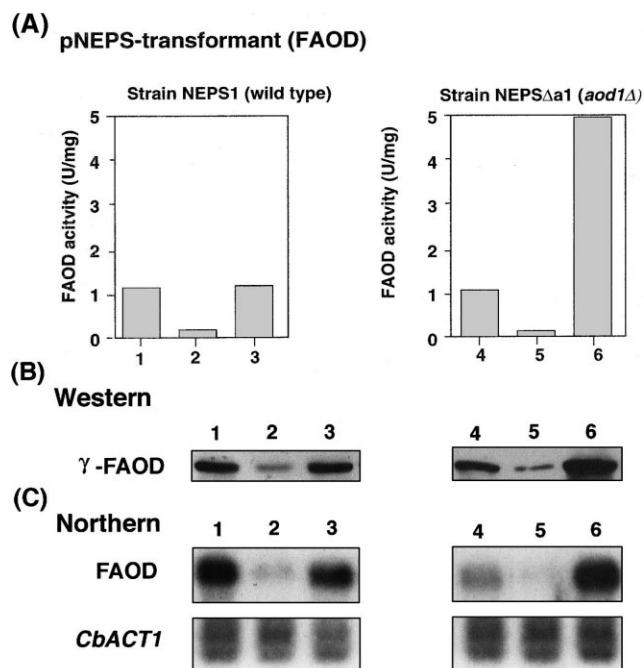 (A)
pNEPS-transformant (FAOD)
Strain NEPS1 (wild type)
Strain NEPSΔa1 (aod1Δ)
FAOD acitvity (U/mg)
5
4
3
2
1
0
1 2 3
FAOD activity (U/mg)
5
4
3
2
1
0
4 5 6
(B)
Western
1 2 3 4 5 6
γ-FAOD
(C)
Northern
1 2 3 4 5 6
FAOD
CbACT1